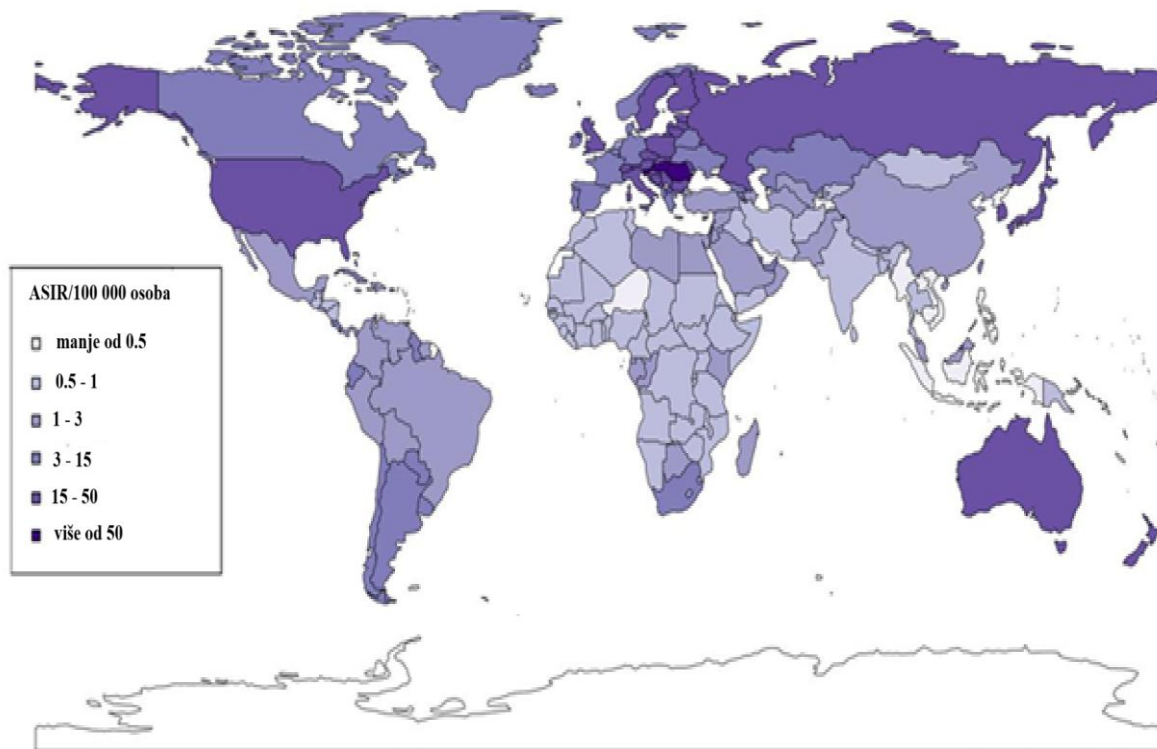 ASIR/100 000 osoba
manje od 0.5
0.5 - 1
1 - 3
3 - 15
15 - 50
više od 50